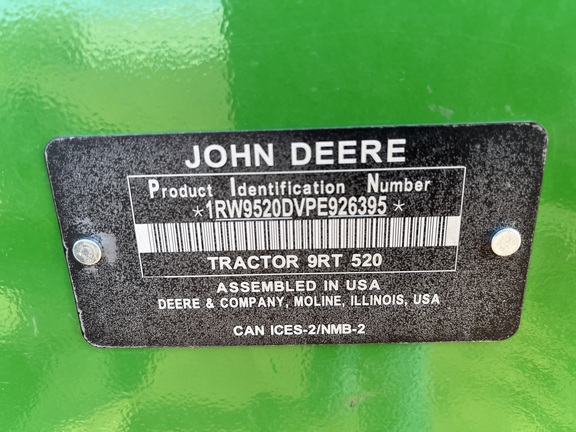 JOHN DEERE
Product Identification Number
*1RW9520DVPE926395*
TRACTOR 9RT 520
ASSEMBLED IN USA
DEERE & COMPANY, MOLINE, ILLINOIS, USA
CAN ICES-2/NMB-2